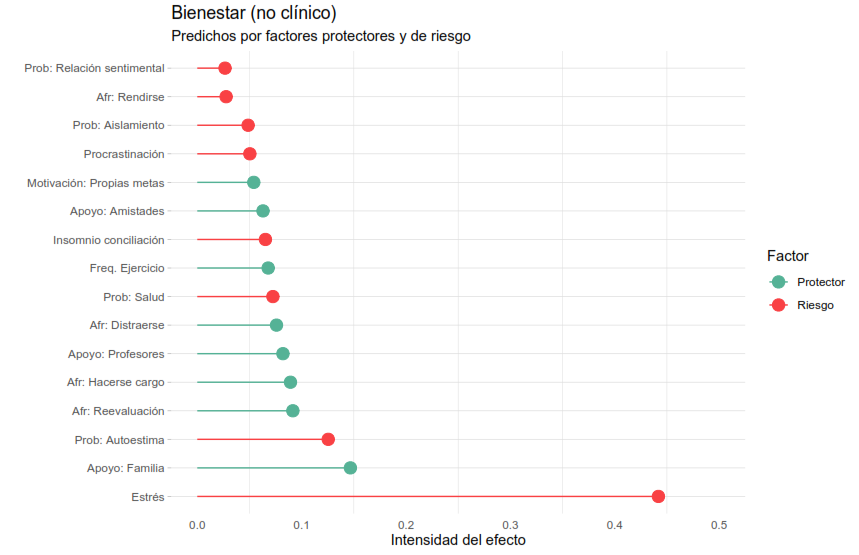 Bienestar (no clínico)
Predichos por factores protectores y de riesgo
Prob: Relación sentimental
Afr: Rendirse
Prob: Aislamiento
Procrastinación
Motivación: Propias metas
Apoyo: Amistades
Insomnio conciliación
Freq. Ejercicio
Prob: Salud
Afr: Distraerse
Apoyo: Profesores
Afr: Hacerse cargo
Afr: Reevaluación
Prob: Autoestima
Apoyo: Familia
Estrés
0.0 0.1 0.2 0.3 0.4 0.5
Intensidad del efecto
Factor
Protector
Riesgo